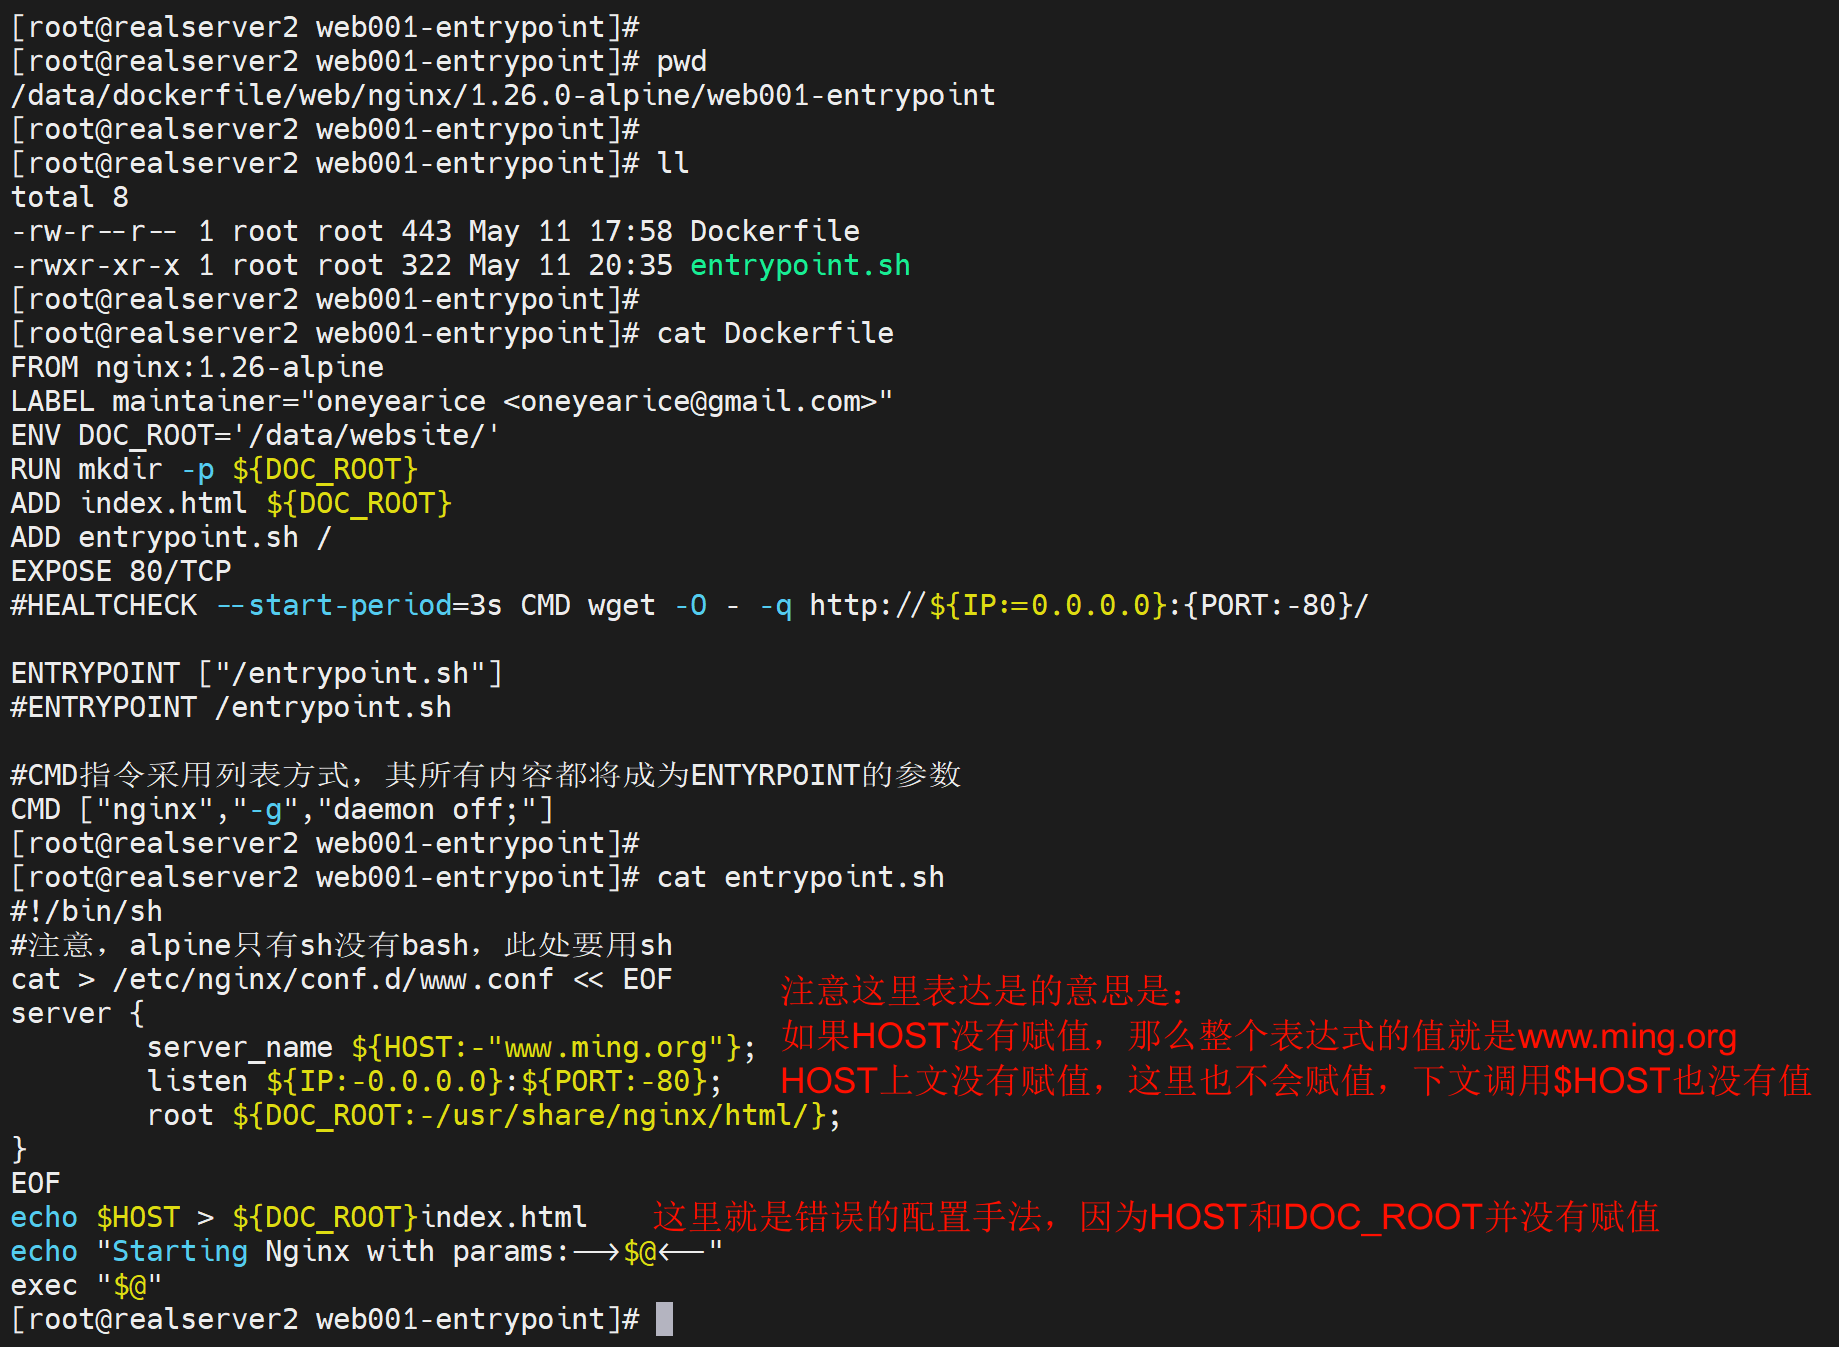 [root@realserver2 web001-entrypoint]#
[root@realserver2 web001-entrypoint]# pwd
/data/dockerfile/web/nginx/1.26.0-alpine/web001-entrypoint
[root@realserver2 web001-entrypoint]#
[root@realserver2 web001-entrypoint]# ll
total 8
-rw-r--r-- 1 root root 443 May 11 17:58 Dockerfile
-rwxr-xr-x 1 root root 322 May 11 20:35 entrypoint.sh
[root@realserver2 web001-entrypoint]#
[root@realserver2 web001-entrypoint]# cat Dockerfile
FROM nginx:1.26-alpine
LABEL maintainer="oneyearice <oneyearice@gmail.com>"
ENV DOC_ROOT='/data/website/'
RUN mkdir -p ${DOC_ROOT}
ADD index.html ${DOC_ROOT}
ADD entrypoint.sh /
EXPOSE 80/TCP
#HEALTCHECK --start-period=3s CMD wget -O - -q http://${IP:=0.0.0.0}:{PORT:-80}/
ENTRYPOINT ["/entrypoint.sh"]
#ENTRYPOINT /entrypoint.sh
#CMD指令采用列表方式，其所有内容都将成为ENTYRPOINT的参数
CMD ["nginx","-g","daemon off;"]
[root@realserver2 web001-entrypoint]#
[root@realserver2 web001-entrypoint]# cat entrypoint.sh
#!/bin/sh
#注意，alpine只有sh没有bash，此处要用sh
cat > /etc/nginx/conf.d/www.conf << EOF
注意这里表达是的意思是：
server {
server_name ${HOST:-"www.ming.org"};
如果HOST没有赋值，那么整个表达式的值就是www.ming.org
listen ${IP:-0.0.0.0}:${PORT:-80};
HOST上文没有赋值，这里也不会赋值，下文调用$HOST也没有值
root ${DOC_ROOT:-/usr/share/nginx/html/};
}
EOF
echo $HOST > ${DOC_ROOT}index.html
这里就是错误的配置手法，因为HOST和DOC_ROOT并没有赋值
echo "Starting Nginx with params:-->$@<--"
exec "$@"
[root@realserver2 web001-entrypoint]#